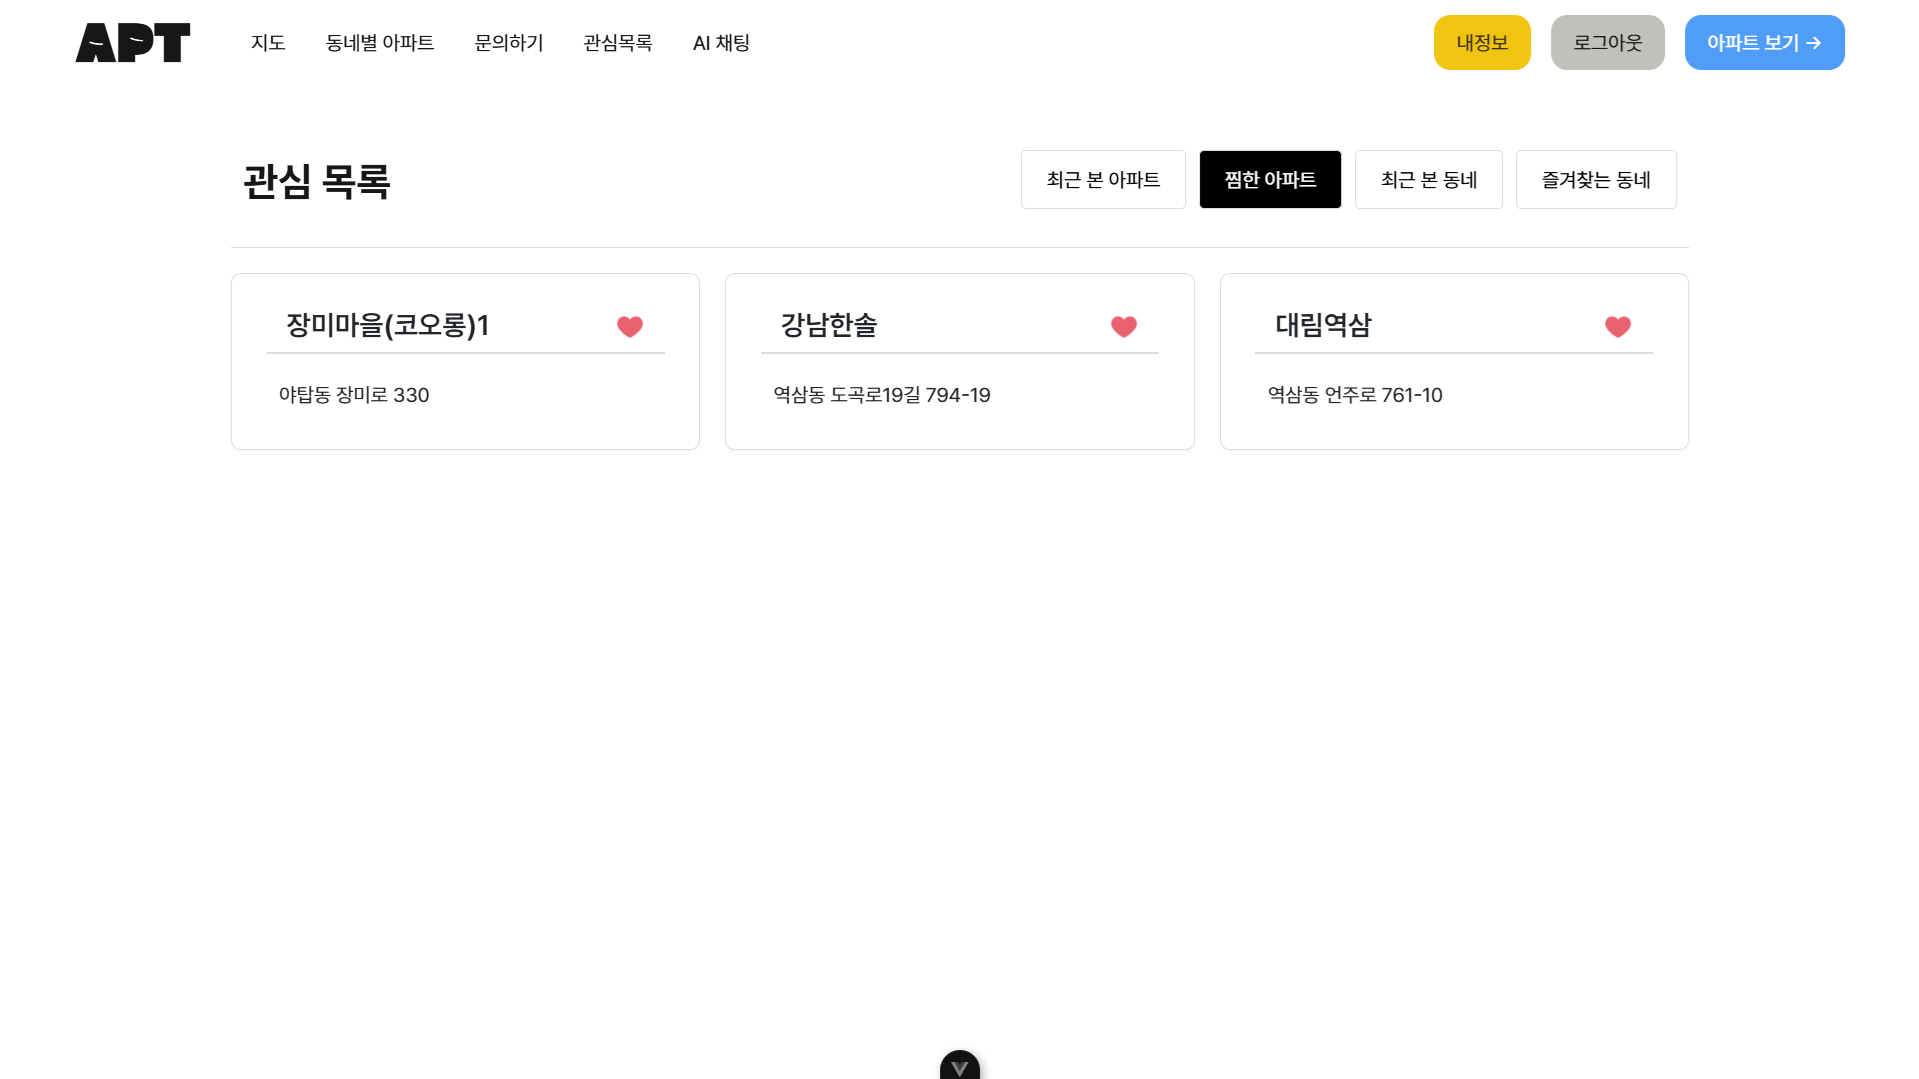 APT 지도 동네별 아파트 문의하기 관심목록 AI 채팅 내정보 로그아웃 아파트 보기 →
관심 목록 최근 본 아파트 찜한 아파트 최근 본 동네 즐겨찾는 동네
장미마을(코오롱)1
야탑동 장미로 330
강남한솔
역삼동 도곡로19길 794-19
대림역삼
역삼동 언주로 761-10